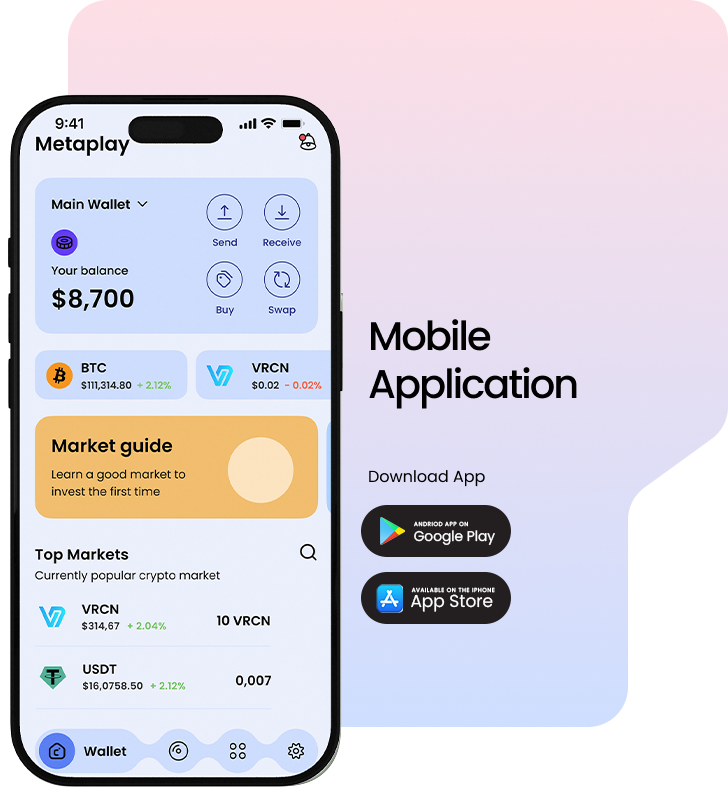 9:41
Metaplay
Main Wallet
Your balance
$8,700
Send
Receive
Buy
Swap
BTC
$111,314.80 + 2.12%
VRCN
$0.02 - 0.02%
Market guide
Learn a good market to
invest the first time
Top Markets
Currently popular crypto market
VRCN
$314,67 + 2.04%
10 VRCN
USDT
$16,0758.50 + 2.12%
0,007
Wallet
Mobile
Application
Download App
ANDRIOD APP ON
Google Play
AVAILABLE ON THE IPHONE
App Store